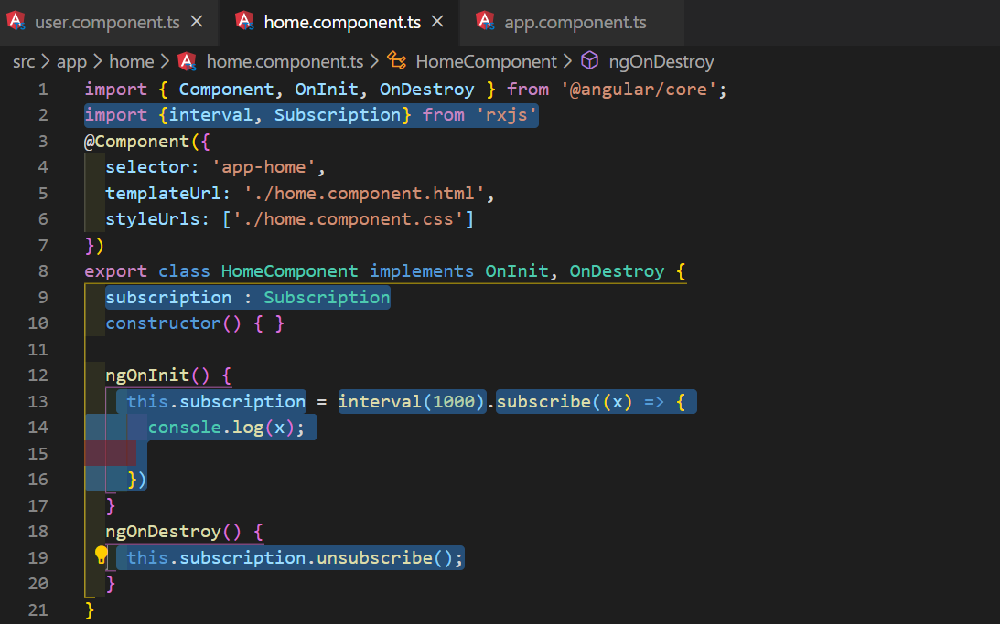 user.component.ts
home.component.ts
app.component.ts
src > app > home > home.component.ts > HomeComponent > ngOnDestroy
1 import { Component, OnInit, OnDestroy } from '@angular/core';
2 import {interval, Subscription} from 'rxjs'
3 @Component({
4   selector: 'app-home',
5   templateUrl: './home.component.html',
6   styleUrls: ['./home.component.css']
7 })
8 export class HomeComponent implements OnInit, OnDestroy {
9   subscription : Subscription
10   constructor() { }
11
12   ngOnInit() {
13     this.subscription = interval(1000).subscribe((x) => {
14       console.log(x);
15
16     })
17   }
18   ngOnDestroy() {
19     this.subscription.unsubscribe();
20   }
21 }